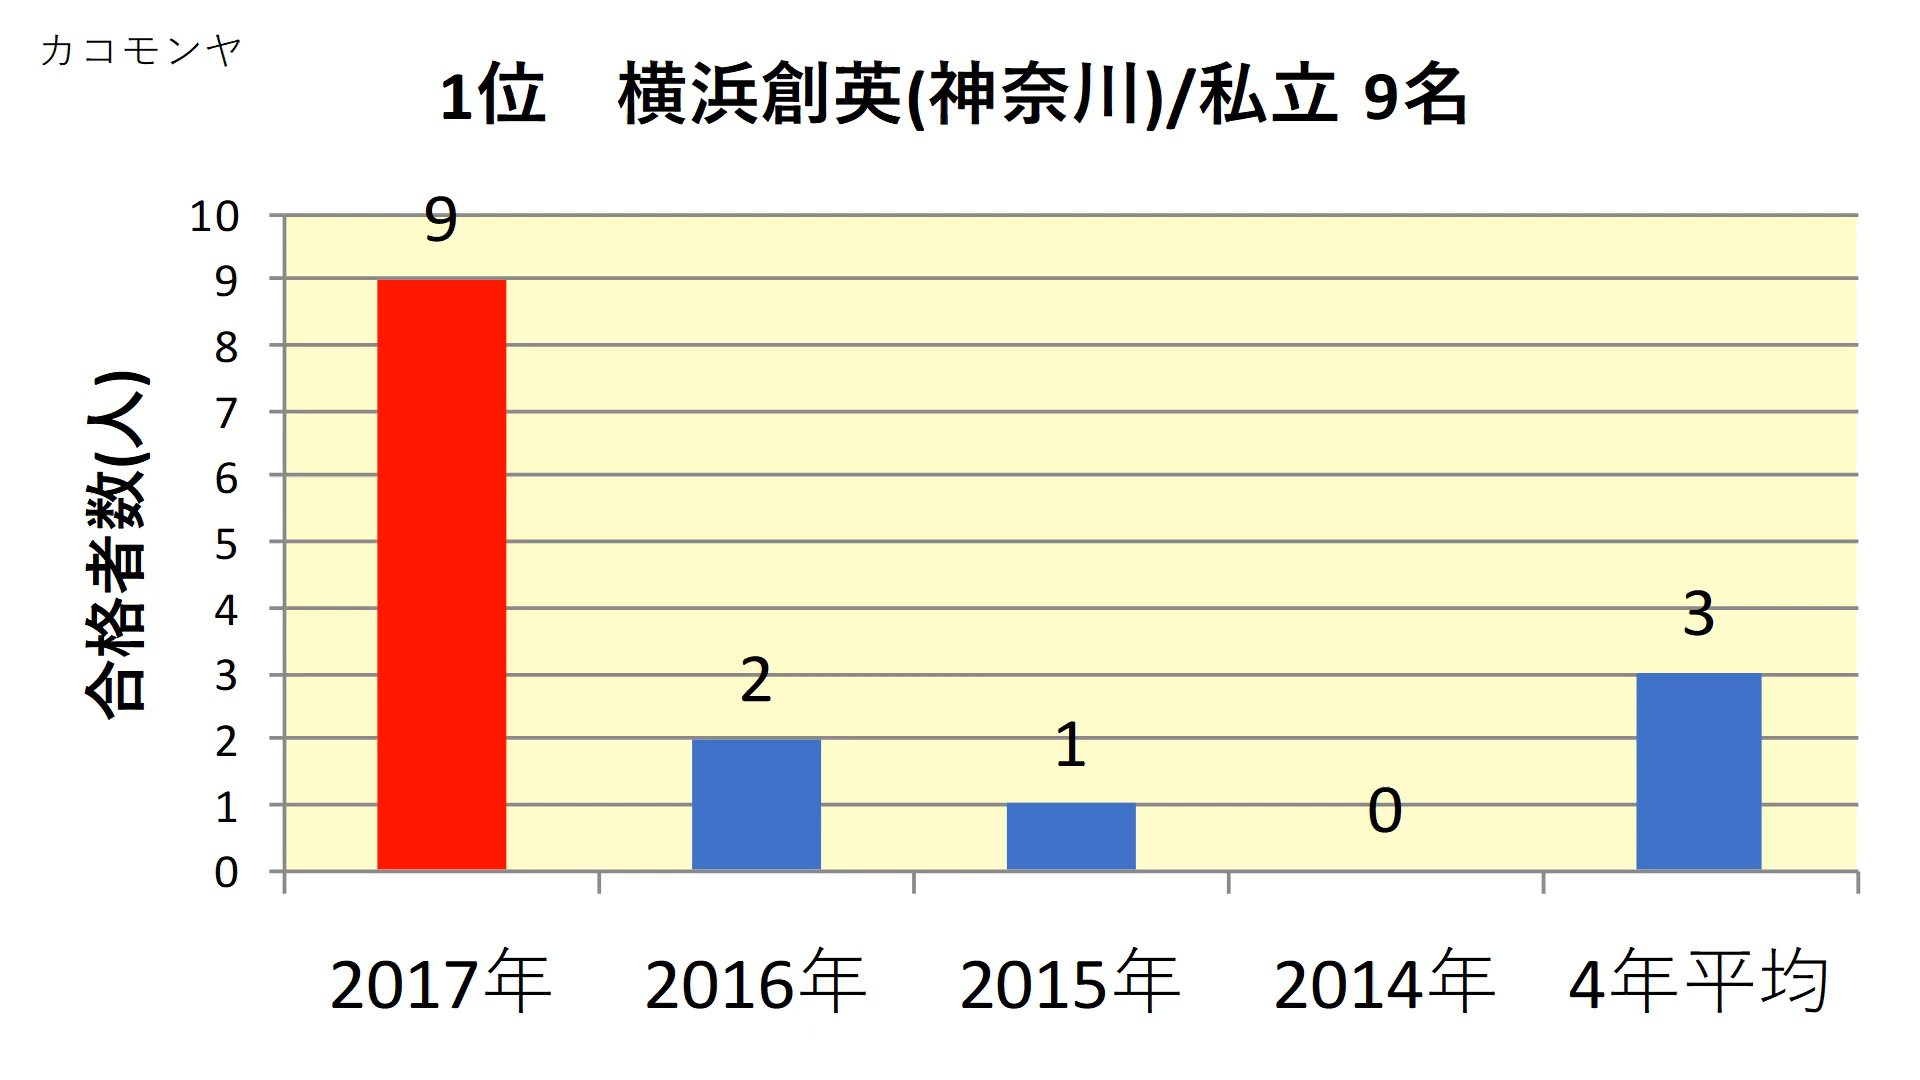 カコモンヤ
1位　横浜創英(神奈川)/私立 9名
合格者数(人)
10
9
8
7
6
5
4
3
2
1
0
9
2
1
0
3
2017年
2016年
2015年
2014年
4年平均